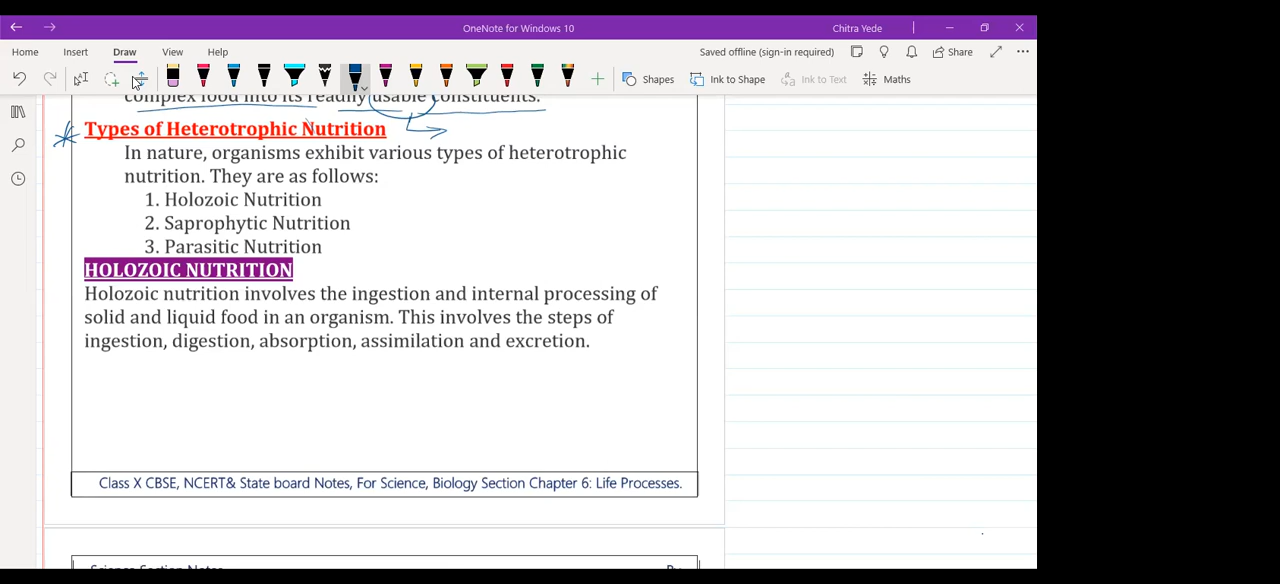 OneNote for Windows 10
Chitra Yede
Home Insert Draw View Help
Saved offline (sign-in required)
Share
Shapes
Ink to Shape
Ink to Text
Maths
complex food into its readily usable constituents.
Types of Heterotrophic Nutrition
In nature, organisms exhibit various types of heterotrophic
nutrition. They are as follows:
1. Holozoic Nutrition
2. Saprophytic Nutrition
3. Parasitic Nutrition
HOLOZOIC NUTRITION
Holozoic nutrition involves the ingestion and internal processing of
solid and liquid food in an organism. This involves the steps of
ingestion, digestion, absorption, assimilation and excretion.
Class X CBSE, NCERT& State board Notes, For Science, Biology Section Chapter 6: Life Processes.
Science Section Notes By